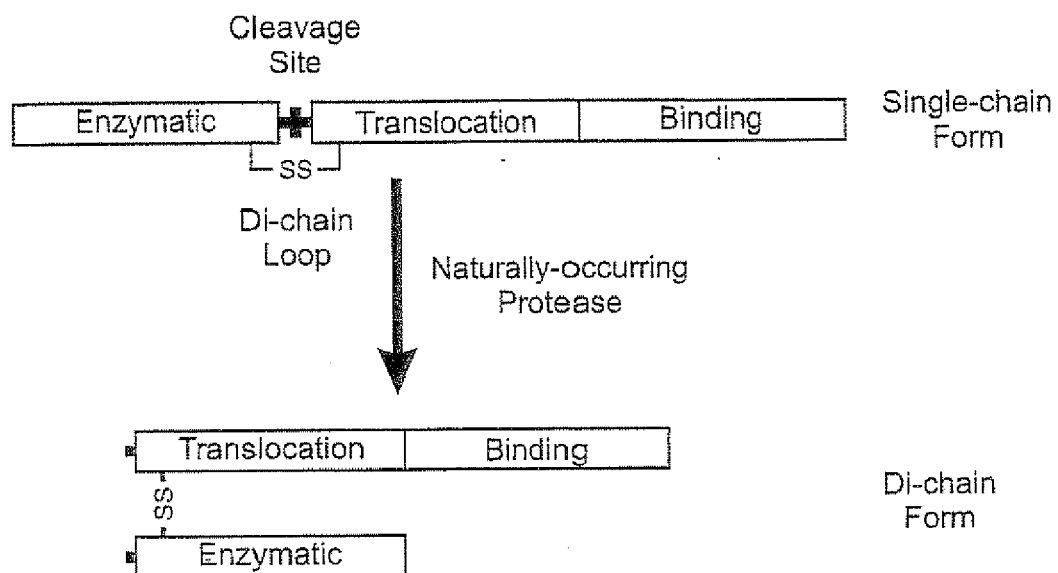 Cleavage
Site
Enzymatic
Translocation
Binding
Single-chain
Form
SS
Di-chain
Loop
Naturally-occurring
Protease
Translocation
Binding
SS
Di-chain
Form
Enzymatic